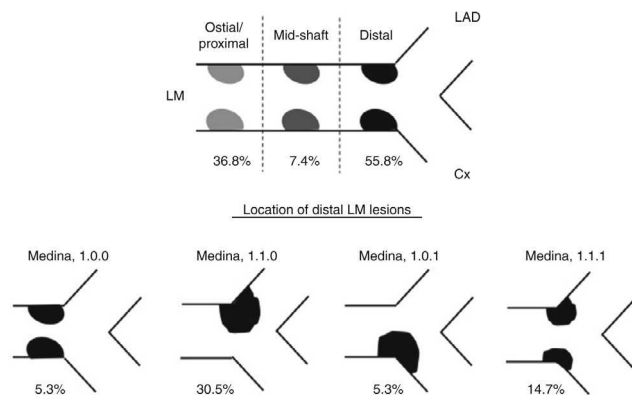 Ostial/
proximal
Mid-shaft
Distal
LAD
LM
36.8%
7.4%
55.8%
Cx
Location of distal LM lesions
Medina, 1.0.0
Medina, 1.1.0
Medina, 1.0.1
Medina, 1.1.1
5.3%
30.5%
5.3%
14.7%